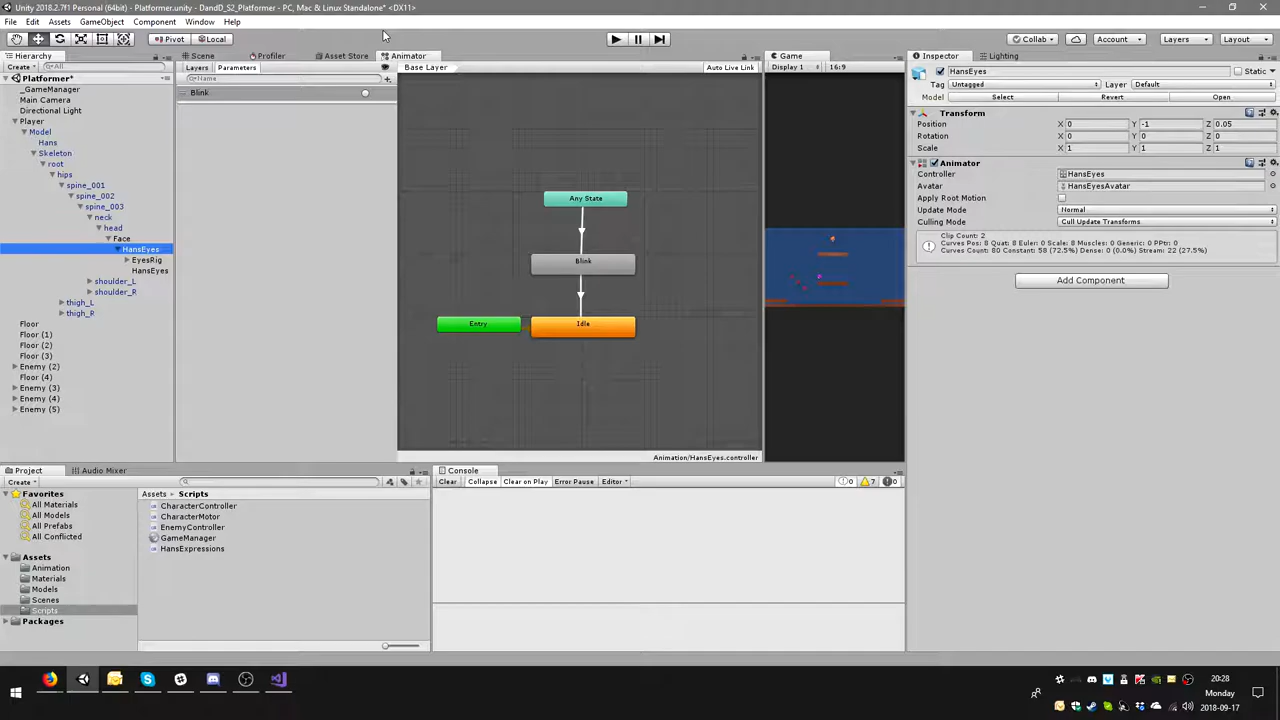 Unity 2018.2.7f1 Personal (64bit) - Platformer.unity - DandD_S2_Platformer - PC, Mac & Linux Standalone* <DX11>
File Edit Assets GameObject Component Window Help
Pivot Local Collab Account Layers Layout
Hierarchy Scene Profiler Asset Store Animator Game Inspector Lighting
Create All Layers Parameters Base Layer Auto Live Link Display 1 16:9 HansEyes Static
Platformer* Name Tag Untagged Layer Default
_GameManager Blink Model Select Revert Open
Main Camera
Directional Light Transform
Player Position X 0 Y -1 Z 0.05
Model Rotation X 0 Y 0 Z 0
Hans Scale X 1 Y 1 Z 1
Skeleton
root Animator
hips Controller HansEyes
spine_001 Avatar HansEyesAvatar
spine_002 Any State Apply Root Motion
spine_003 Update Mode Normal
neck Culling Mode Cull Update Transforms
head Clip Count: 2
Face Curves Pos: 8 Quat: 8 Euler: 0 Scale: 8 Muscles: 0 Generic: 0 PPtr: 0
HansEyes Curves Count: 80 Constant: 58 (72.5%) Dense: 0 (0.0%) Stream: 22 (27.5%)
EyesRig Blink
HansEyes
shoulder_L Add Component
shoulder_R
thigh_L
thigh_R
Floor Entry Idle
Floor (1)
Floor (2)
Floor (3)
Enemy (2)
Floor (4)
Enemy (3)
Enemy (4)
Enemy (5)
Animation/HansEyes.controller
Project Audio Mixer Console
Create Clear Collapse Clear on Play Error Pause Editor 0 7 0
Favorites Assets Scripts
All Materials CharacterController
All Models CharacterMotor
All Prefabs EnemyController
All Conflicted GameManager
HansExpressions
Assets
Animation
Materials
Models
Scenes
Scripts
Packages
20:28
Monday
2018-09-17